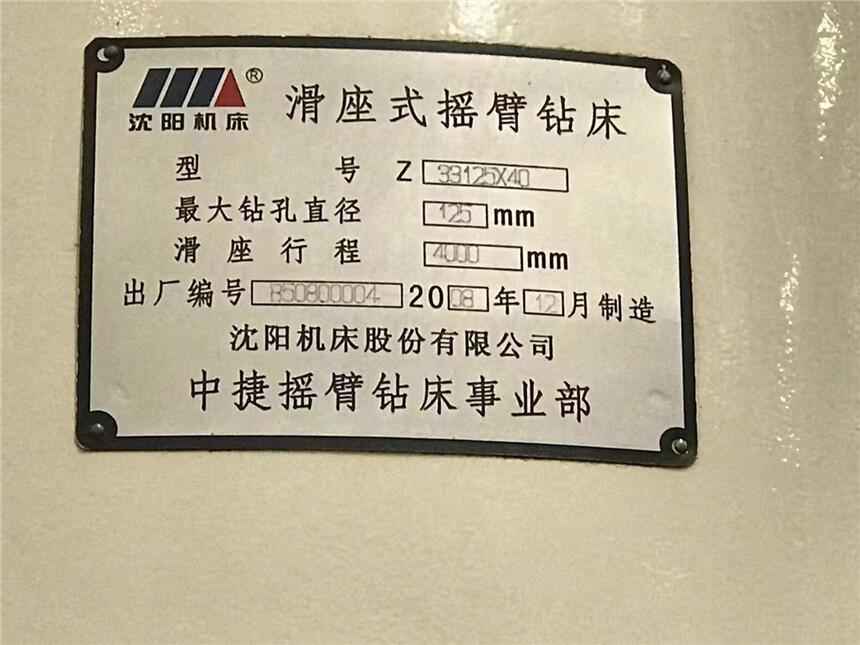 沈阳机床® 滑座式摇臂钻床
型 号 Z 33125X40
最大钻孔直径 125 mm
滑座行程 4000 mm
出厂编号 B50800004 2008年12月制造
沈阳机床股份有限公司
中捷摇臂钻床事业部